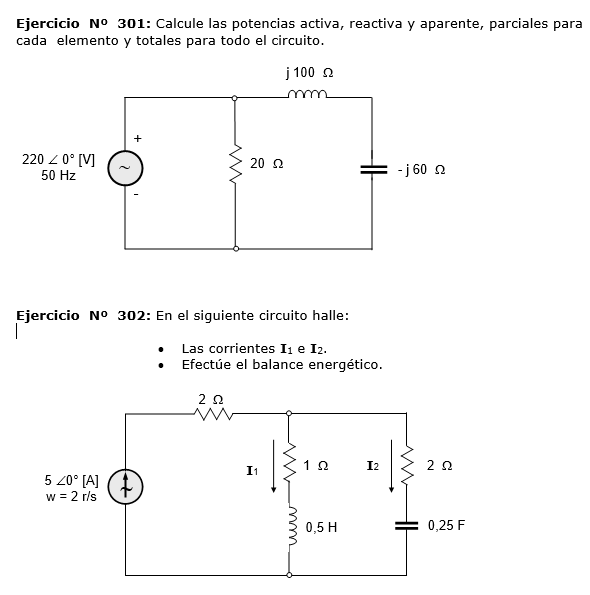 Ejercicio Nº 301: Calcule las potencias activa, reactiva y aparente, parciales para
cada elemento y totales para todo el circuito.
j 100 Ω
220 ∠ 0° [V]
50 Hz
+
~
-
20 Ω
- j 60 Ω
Ejercicio Nº 302: En el siguiente circuito halle:
• Las corrientes I1 e I2.
• Efectúe el balance energético.
2 Ω
5 ∠0° [A]
w = 2 r/s
I1
1 Ω
I2
2 Ω
0,5 H
0,25 F